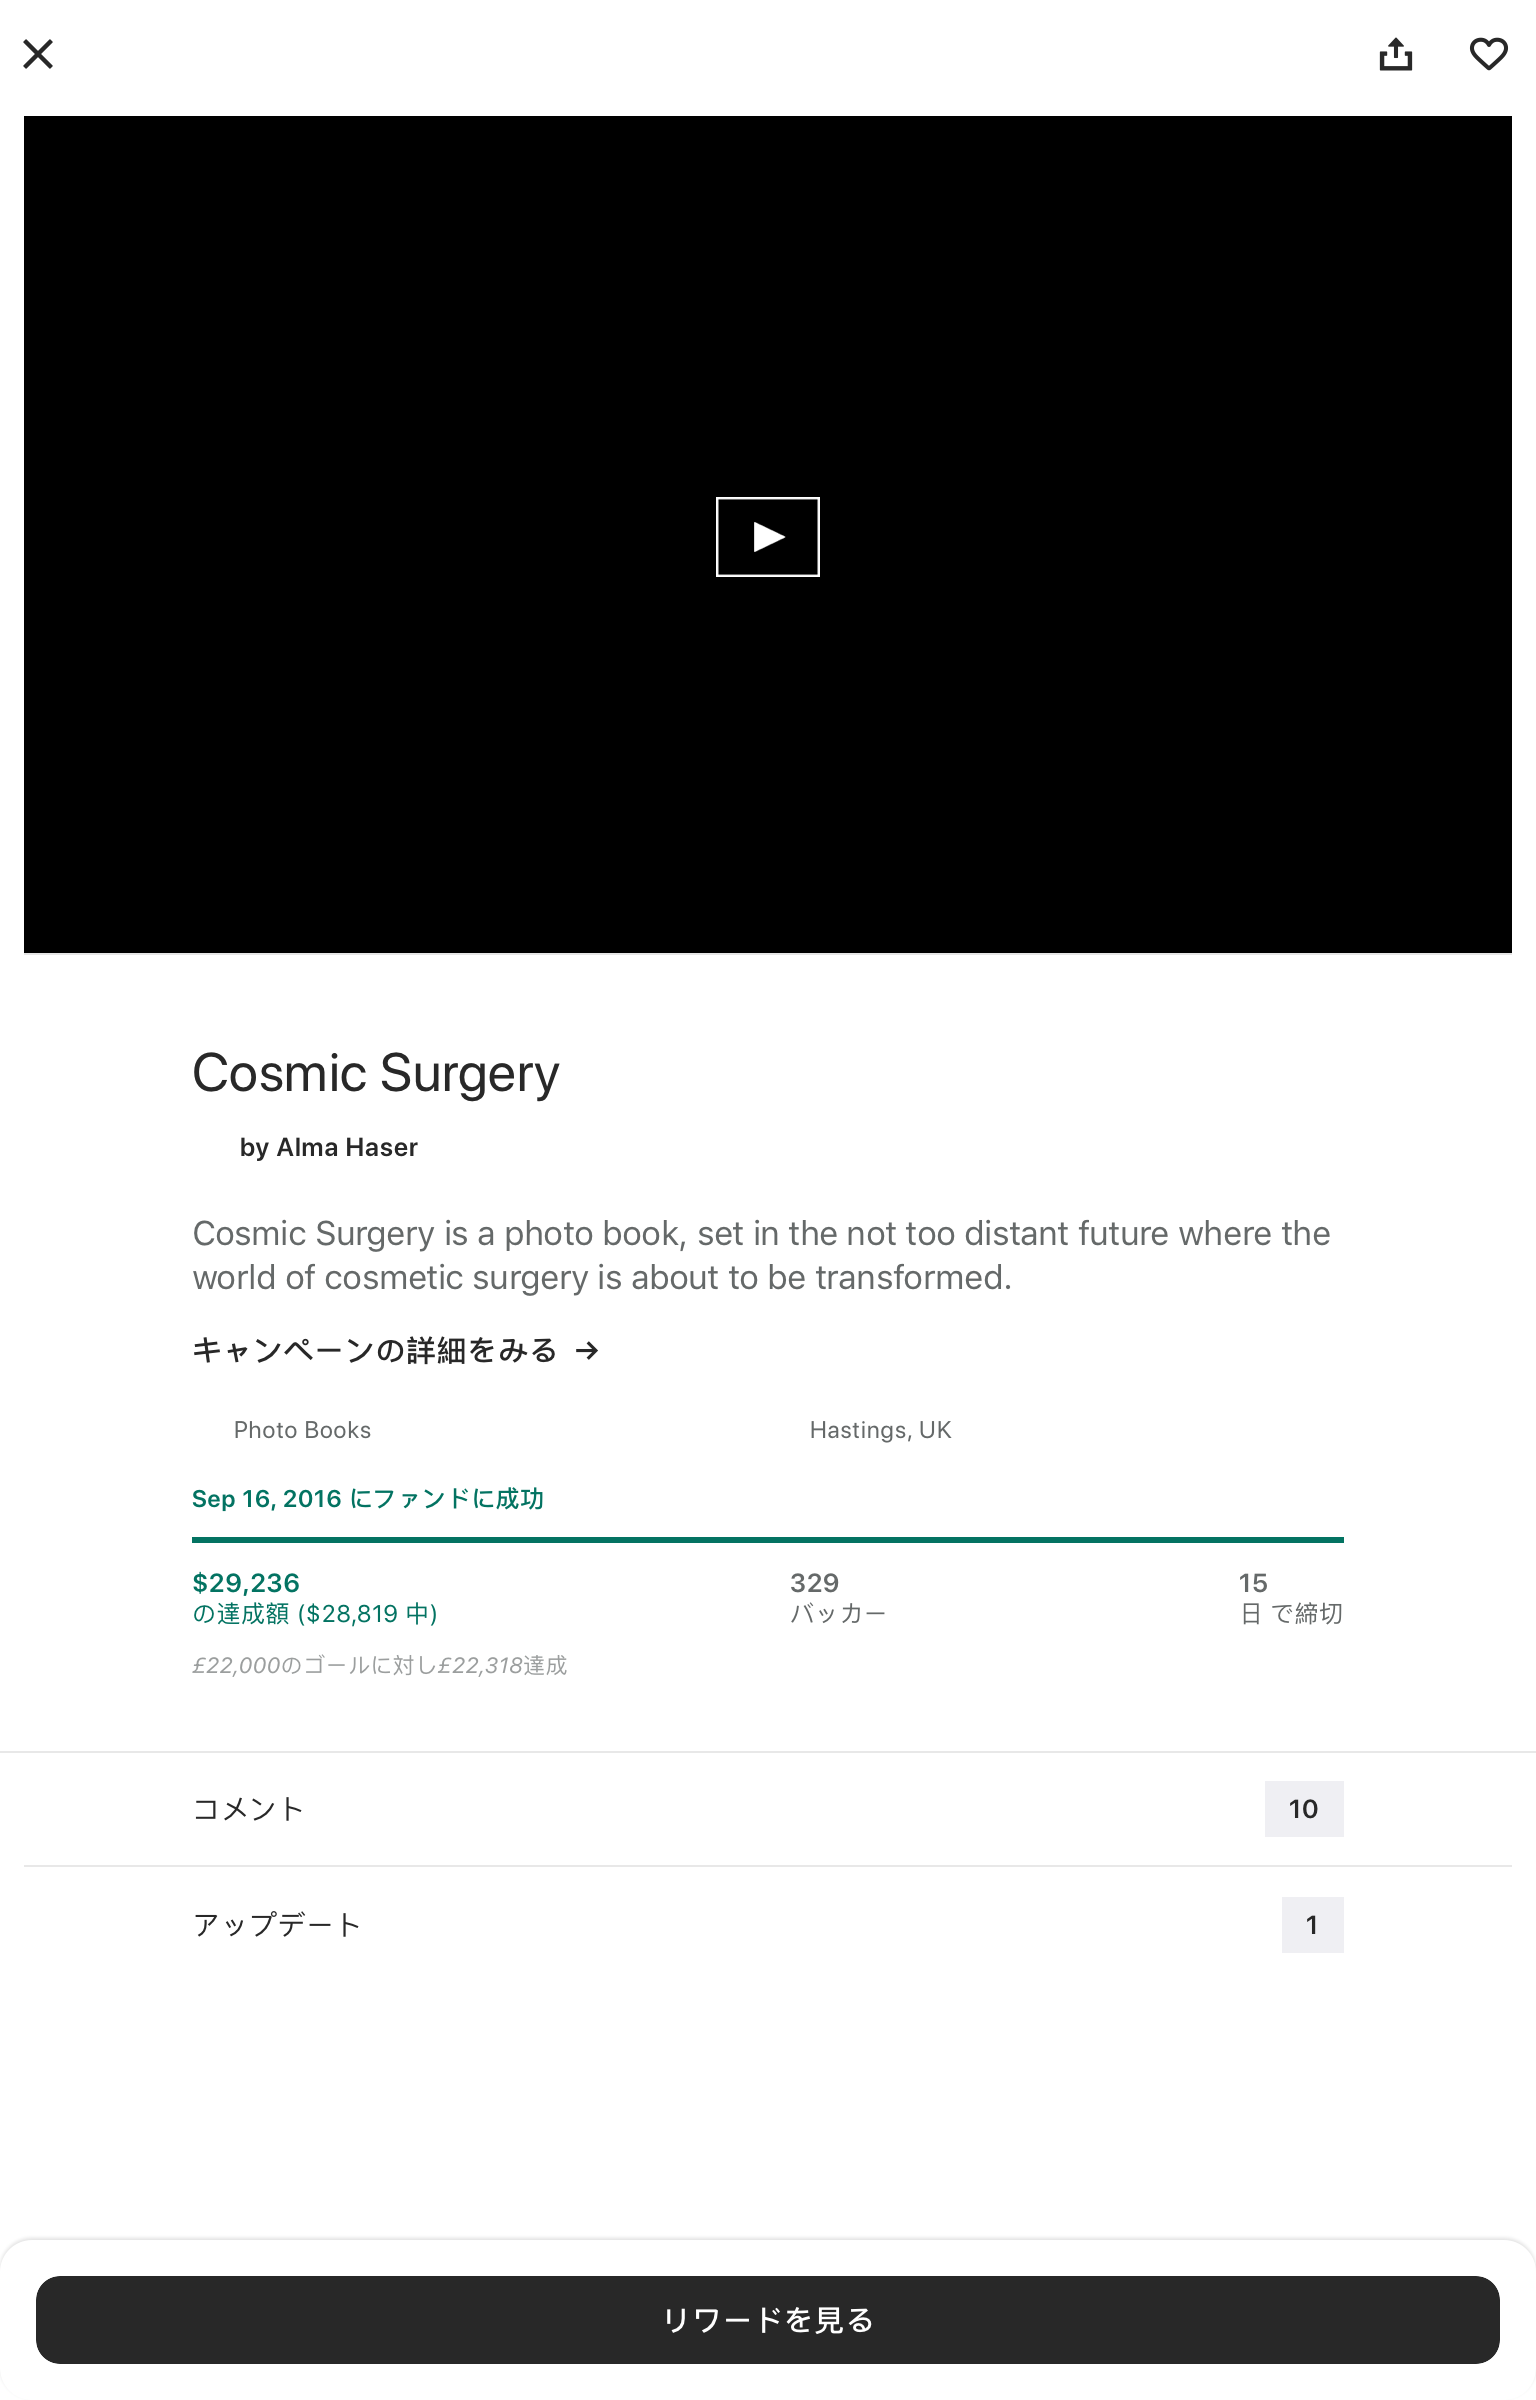 Cosmic Surgery
by Alma Haser
Cosmic Surgery is a photo book, set in the not too distant future where the
world of cosmetic surgery is about to be transformed.
キャンペーンの詳細をみる →
Photo Books
Hastings, UK
Sep 16, 2016 にファンドに成功
$29,236
の達成額 ($28,819 中)
329
バッカー
15
日 で締切
£22,000のゴールに対し£22,318達成
コメント
10
アップデート
1
リワードを見る